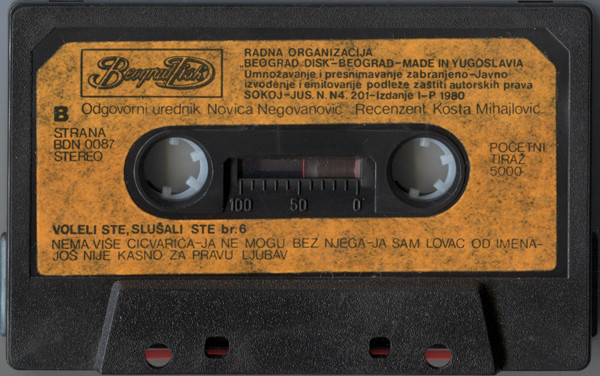 Beograd Disk
RADNA ORGANIZACIJA
„BEOGRAD DISK–BEOGRAD–MADE IN YUGOSLAVIA
Umnožavanje i presnimavanje zabranjeno–Javno
izvođenje i emitovanje podleže zaštiti autorskih prava
SOKOJ–JUS. N. N4. 201–Izdanje I–P 1980
B Odgovorni urednik Novica Negovanović Recenzent Kosta Mihajlović
STRANA
BDN 0087
STEREO
POČETNI
TIRAŽ
5000
100 50 0
VOLELI STE, SLUŠALI STE br. 6
NEMA VIŠE CICVARIĆA–JA NE MOGU BEZ NJEGA–JA SAM LOVAC OD IMENA–
JOŠ NIJE KASNO ZA PRAVU LJUBAV